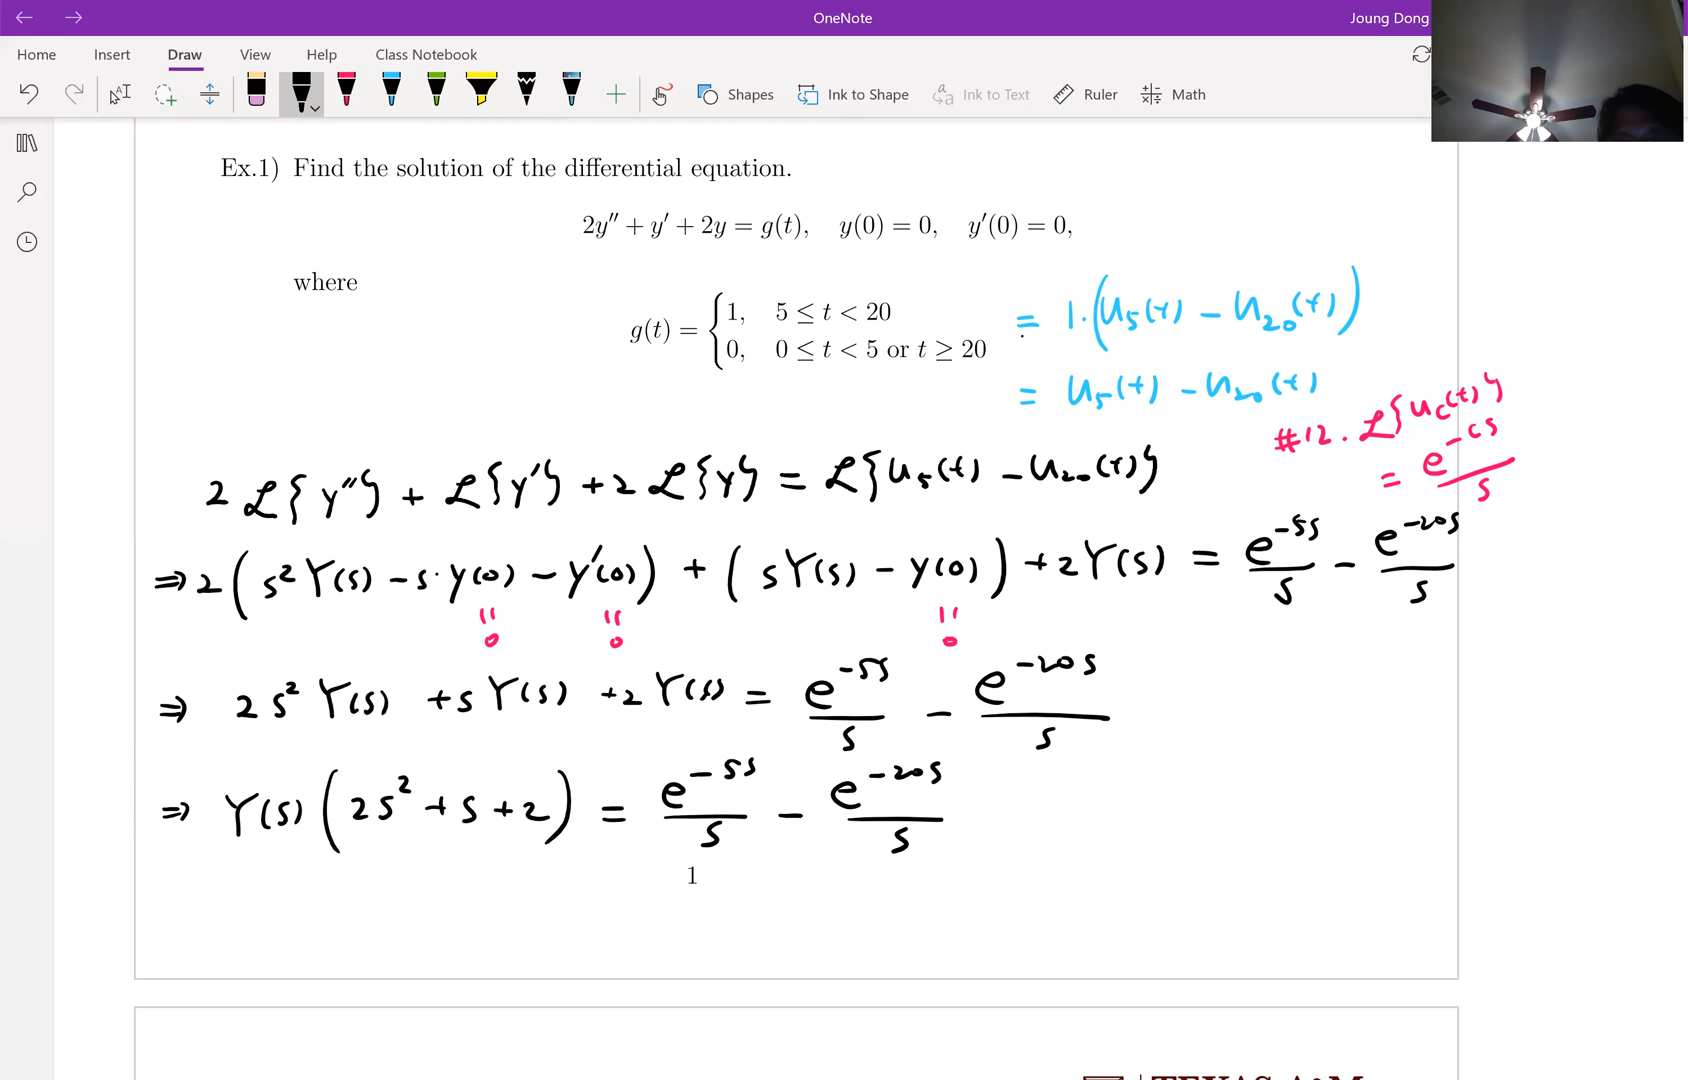 OneNote
Joung Dong
Home Insert Draw View Help Class Notebook
Shapes Ink to Shape Ink to Text Ruler Math
Ex.1) Find the solution of the differential equation.
2y″ + y′ + 2y = g(t), y(0) = 0, y′(0) = 0,
where
g(t) = { 1, 5 ≤ t < 20
0, 0 ≤ t < 5 or t ≥ 20
= 1·(u₅(t) − u₂₀(t))
= u₅(t) − u₂₀(t)
#12. ℒ{u_c(t)}
= e^{-cs}/s
2ℒ{y″} + ℒ{y′} + 2ℒ{y} = ℒ{u₅(t) − u₂₀(t)}
⇒ 2(s²Y(s) − s·y(0) − y′(0)) + (sY(s) − y(0)) + 2Y(s) = e^{-5s}/s − e^{-20s}/s
" 0 " 0 " 0
⇒ 2s²Y(s) + sY(s) + 2Y(s) = e^{-5s}/s − e^{-20s}/s
⇒ Y(s)(2s² + s + 2) = e^{-5s}/s − e^{-20s}/s
1
TEXAS A&M